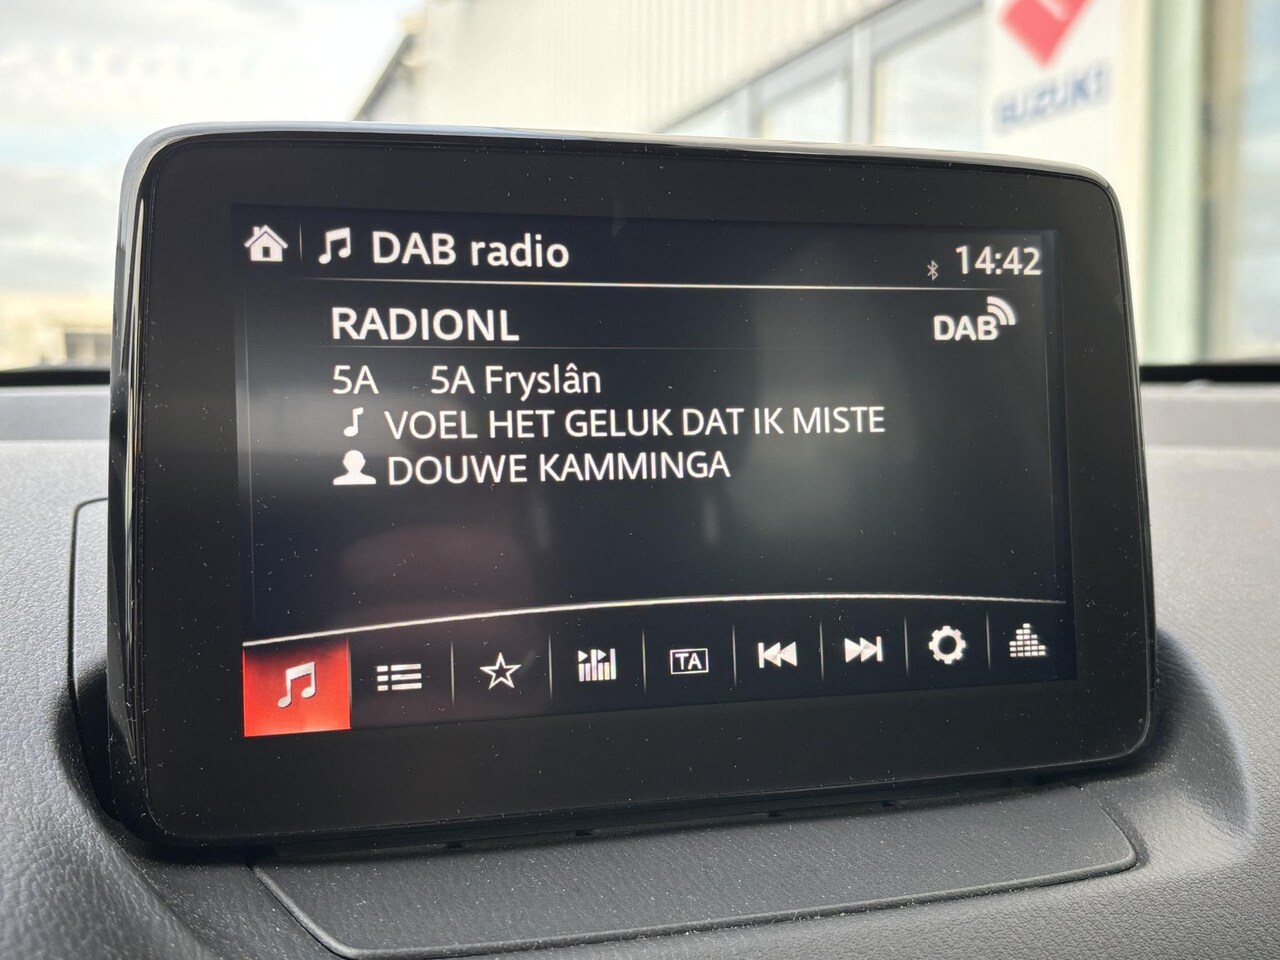 SUZUKI
DAB radio
14:42
RADIONL
DAB
5A 5A Fryslân
VOEL HET GELUK DAT IK MISTE
DOUWE KAMMINGA
TA